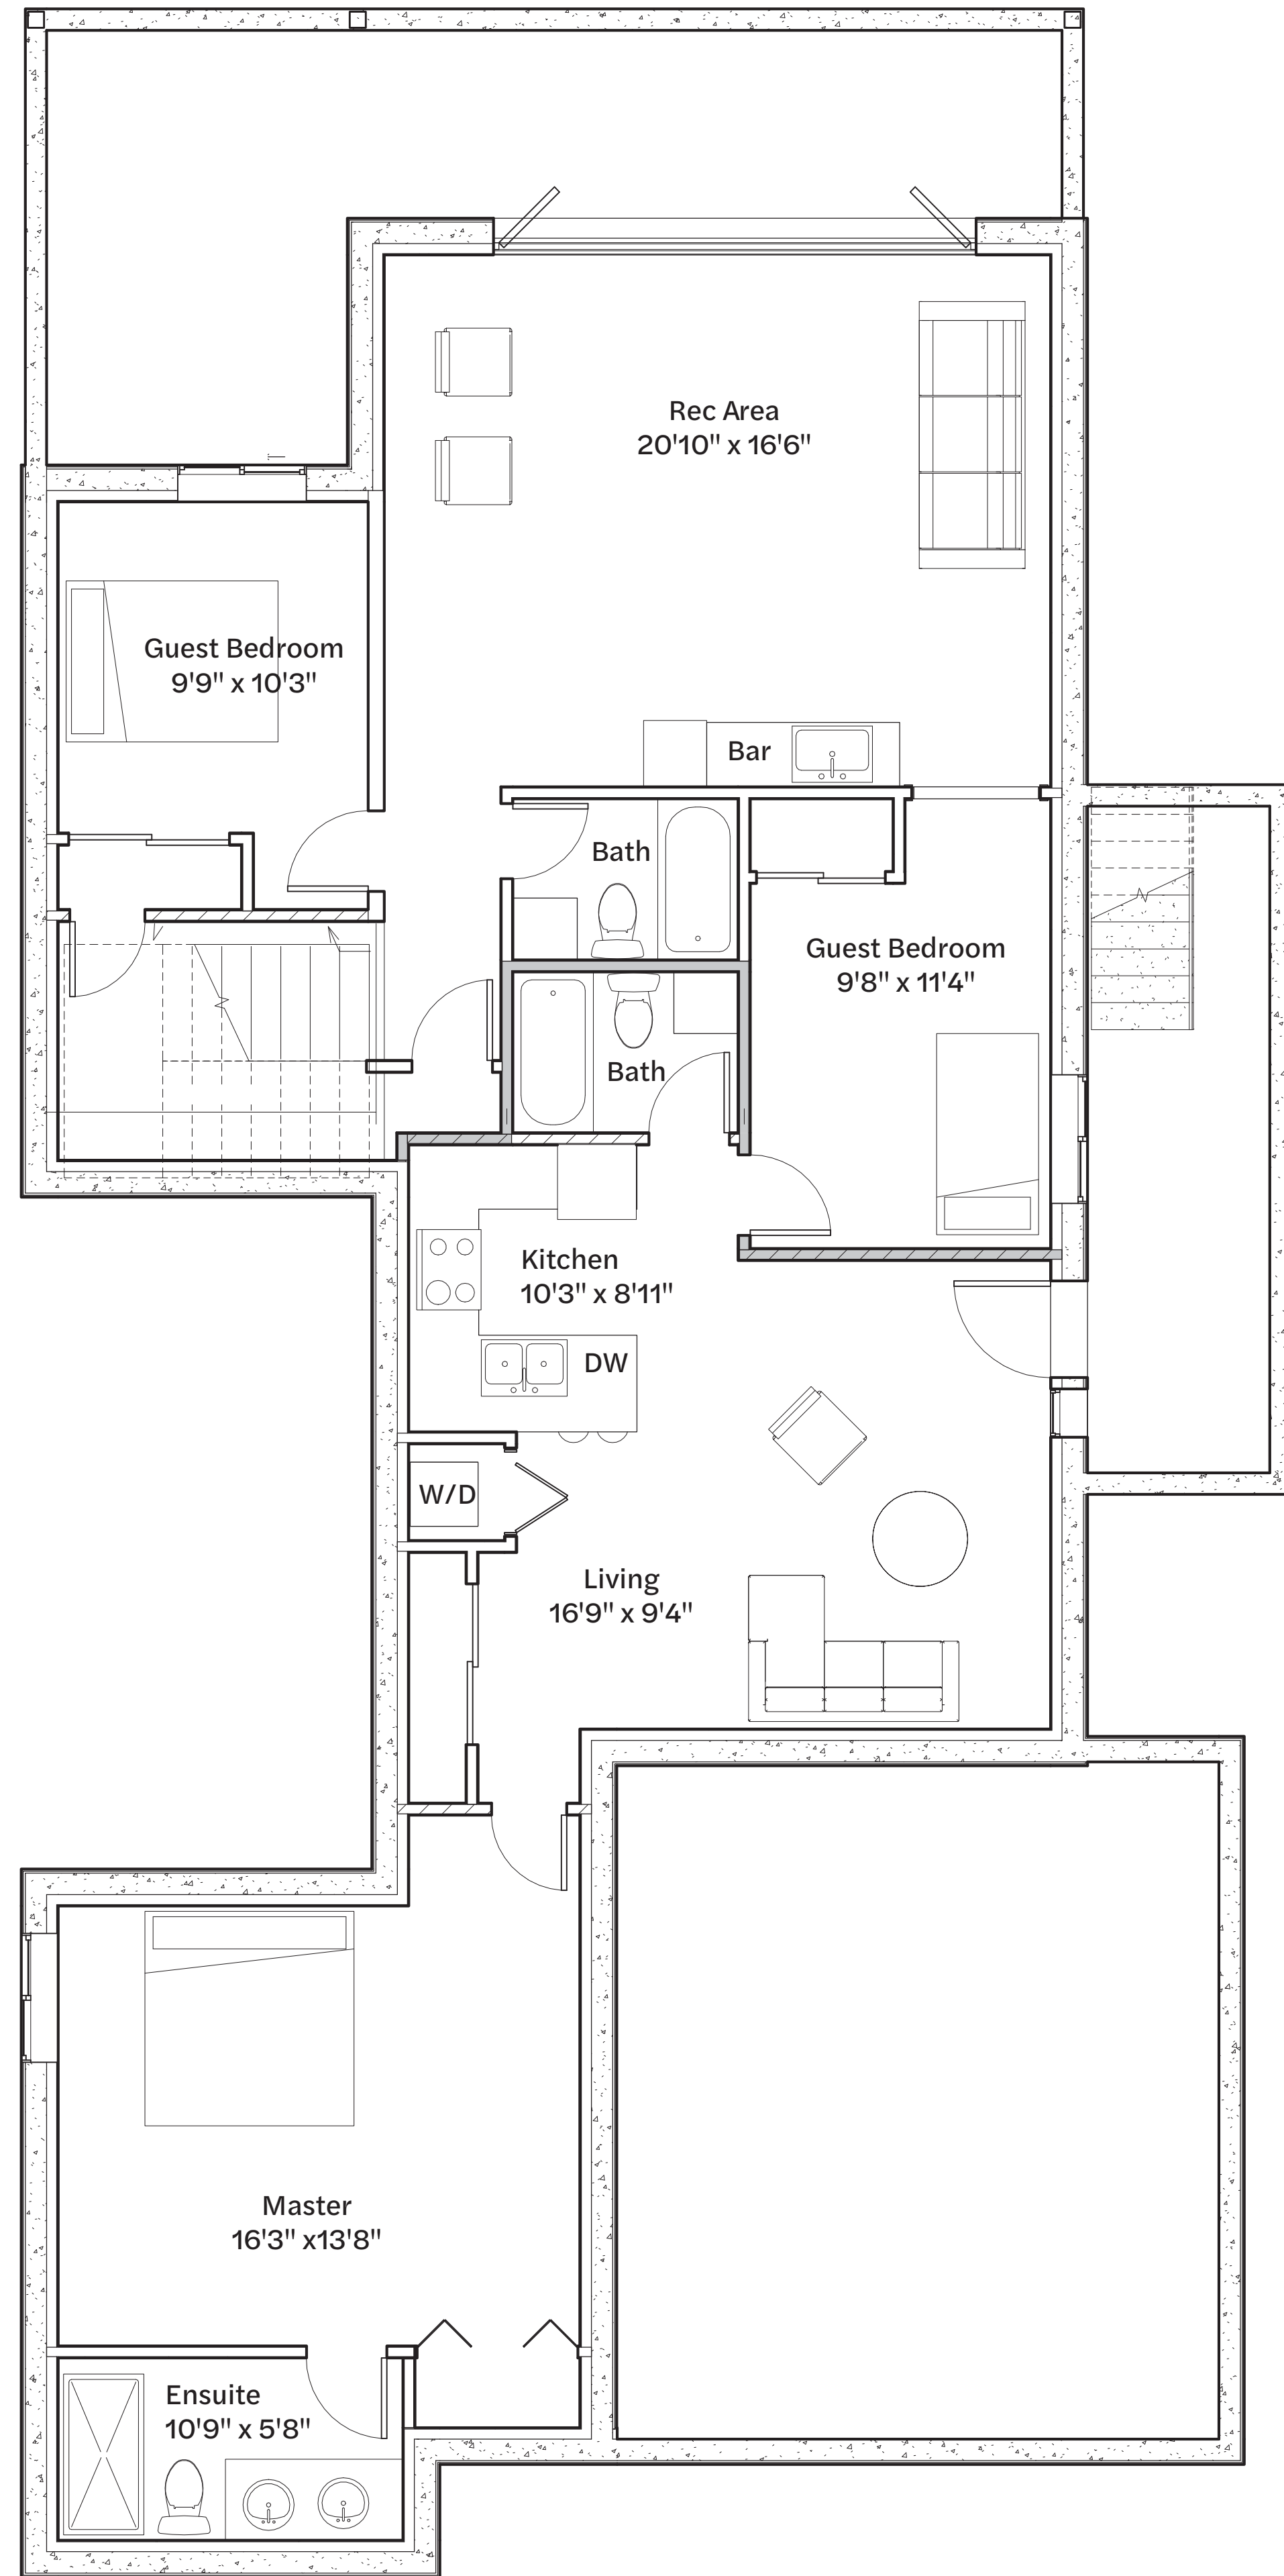 Rec Area
20'10" x 16'6"
Guest Bedroom
9'9" x 10'3"
Bar
Bath
Guest Bedroom
9'8" x 11'4"
Bath
Kitchen
10'3" x 8'11"
DW
W/D
Living
16'9" x 9'4"
Master
16'3" x13'8"
Ensuite
10'9" x 5'8"